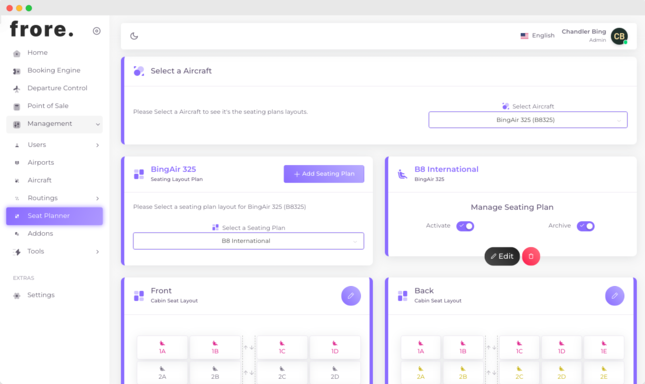 frore.
English
Chandler Bing
Admin
CB
Home
Booking Engine
Departure Control
Point of Sale
Management
Users
Airports
Aircraft
Routings
Seat Planner
Addons
Tools
EXTRAS
Settings
Select a Aircraft
Please Select a Aircraft to see it's the seating plans layouts.
Select Aircraft
BingAir 325 (B8325)
BingAir 325
Seating Layout Plan
Add Seating Plan
Please Select a seating plan layout for BingAir 325 (B8325)
Select a Seating Plan
B8 International
B8 International
BingAir 325
Manage Seating Plan
Activate
Archive
Edit
Front
Cabin Seat Layout
1A 1B 1C 1D
2A 2B 2C 2D
Back
Cabin Seat Layout
1A 1B 1C 1D 1E
2A 2B 2C 2D 2E